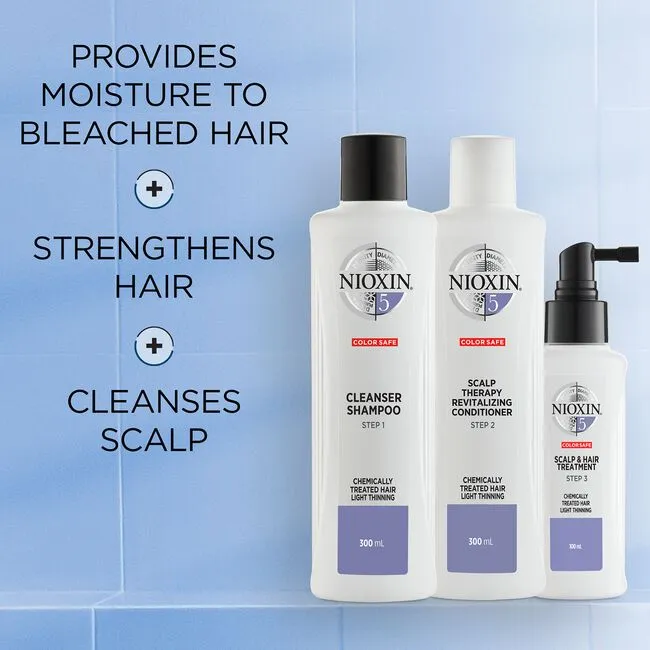 PROVIDES
MOISTURE TO
BLEACHED HAIR
+
STRENGTHENS
HAIR
+
CLEANSES
SCALP
NIOXIN
5
COLOR SAFE
CLEANSER
SHAMPOO
STEP 1
CHEMICALLY
TREATED HAIR
LIGHT THINNING
300 mL
NIOXIN
5
COLOR SAFE
SCALP
THERAPY
REVITALIZING
CONDITIONER
STEP 2
CHEMICALLY
TREATED HAIR
LIGHT THINNING
300 mL
NIOXIN
5
COLOR SAFE
SCALP & HAIR
TREATMENT
STEP 3
CHEMICALLY
TREATED HAIR
LIGHT THINNING
100 mL